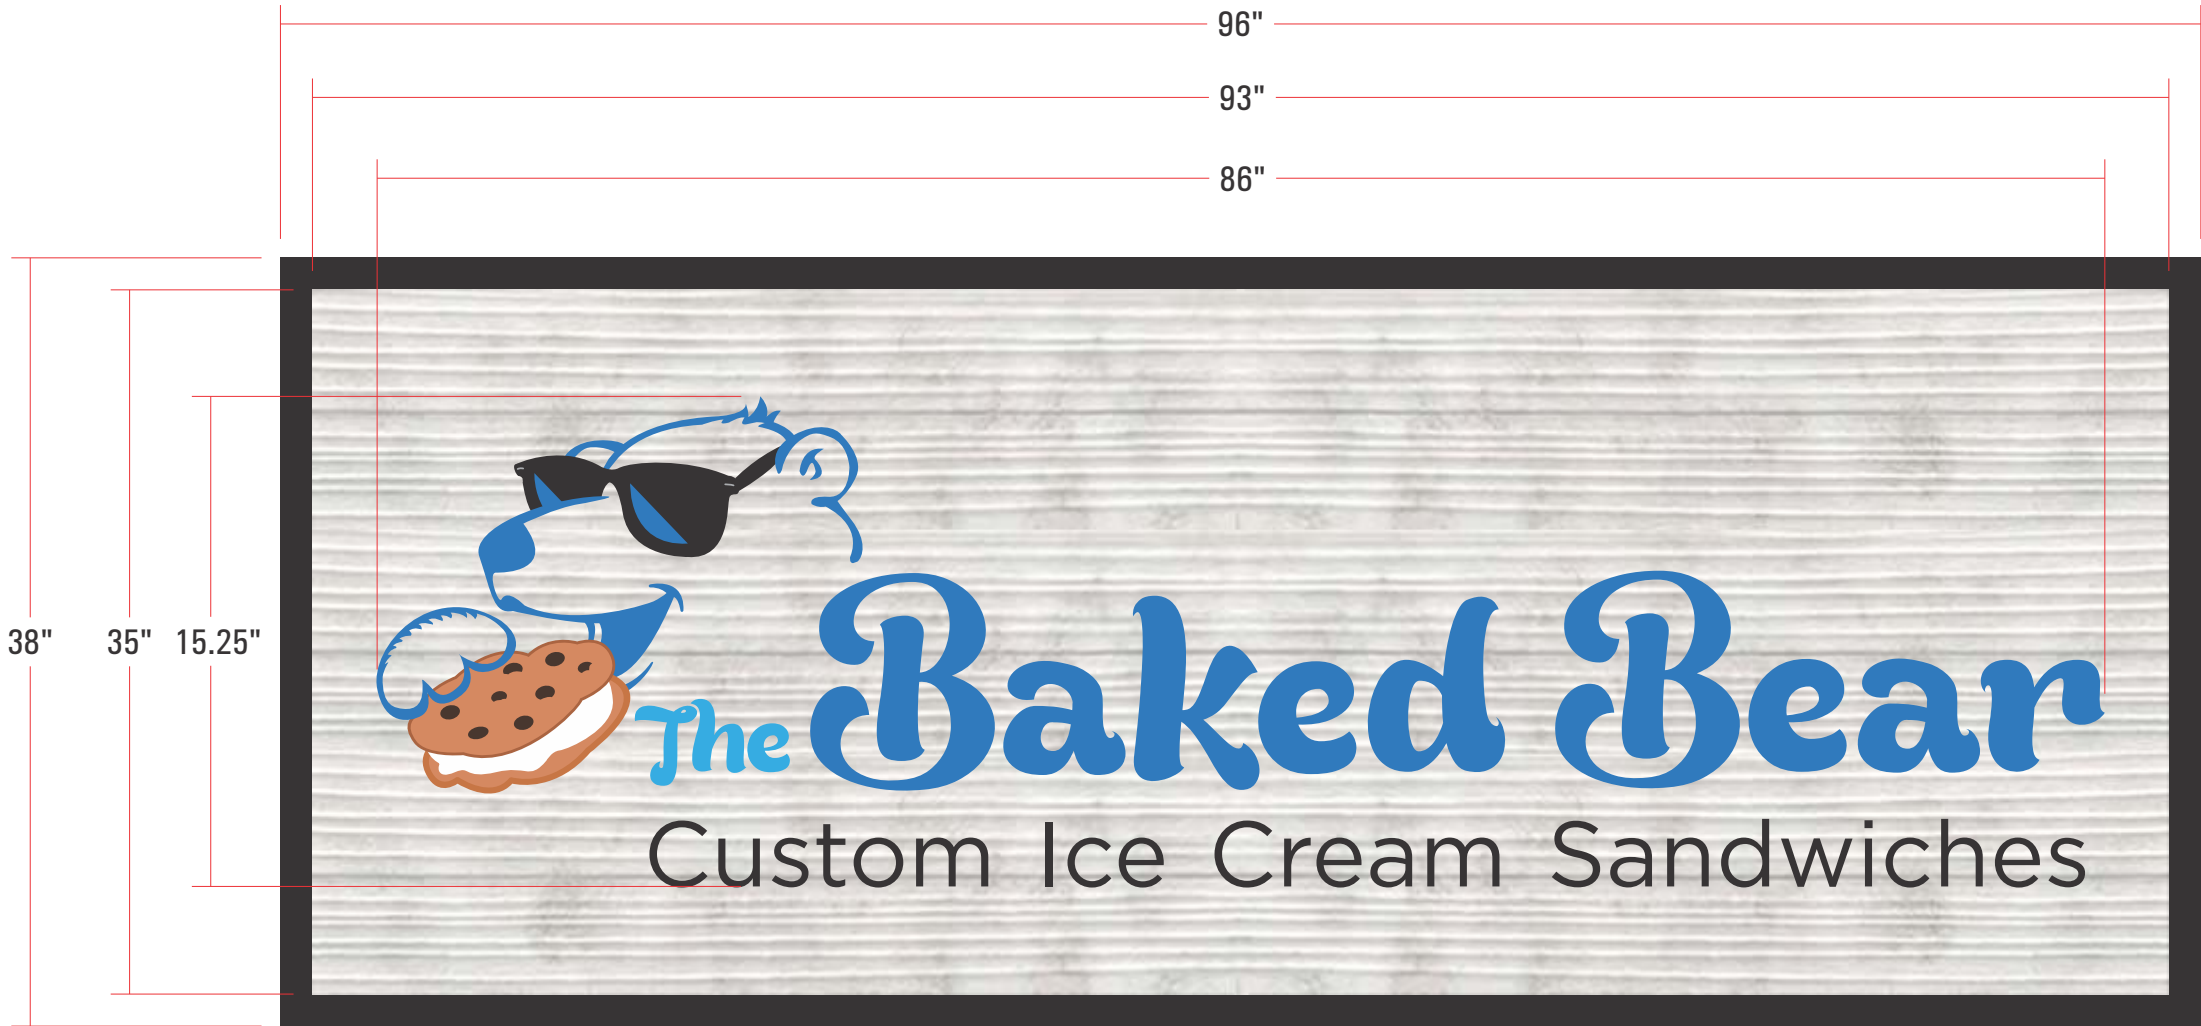 96"
93"
86"
38" 35" 15.25"
The Baked Bear
Custom Ice Cream Sandwiches